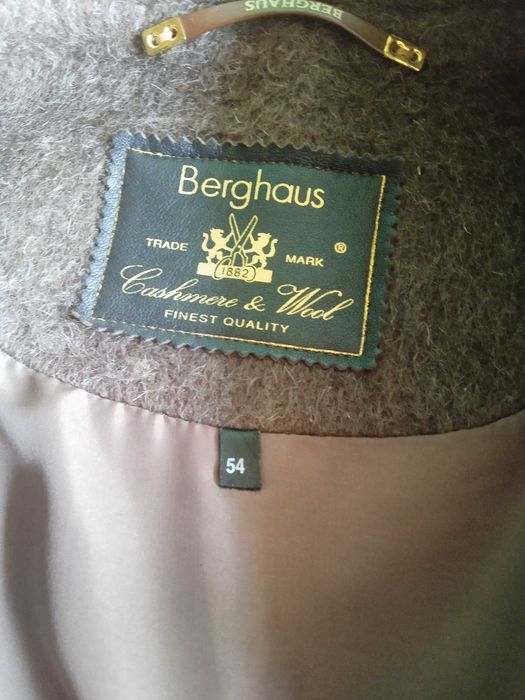 BERGHAUS
Berghaus
TRADE MARK ®
1882
Cashmere & Wool
FINEST QUALITY
54